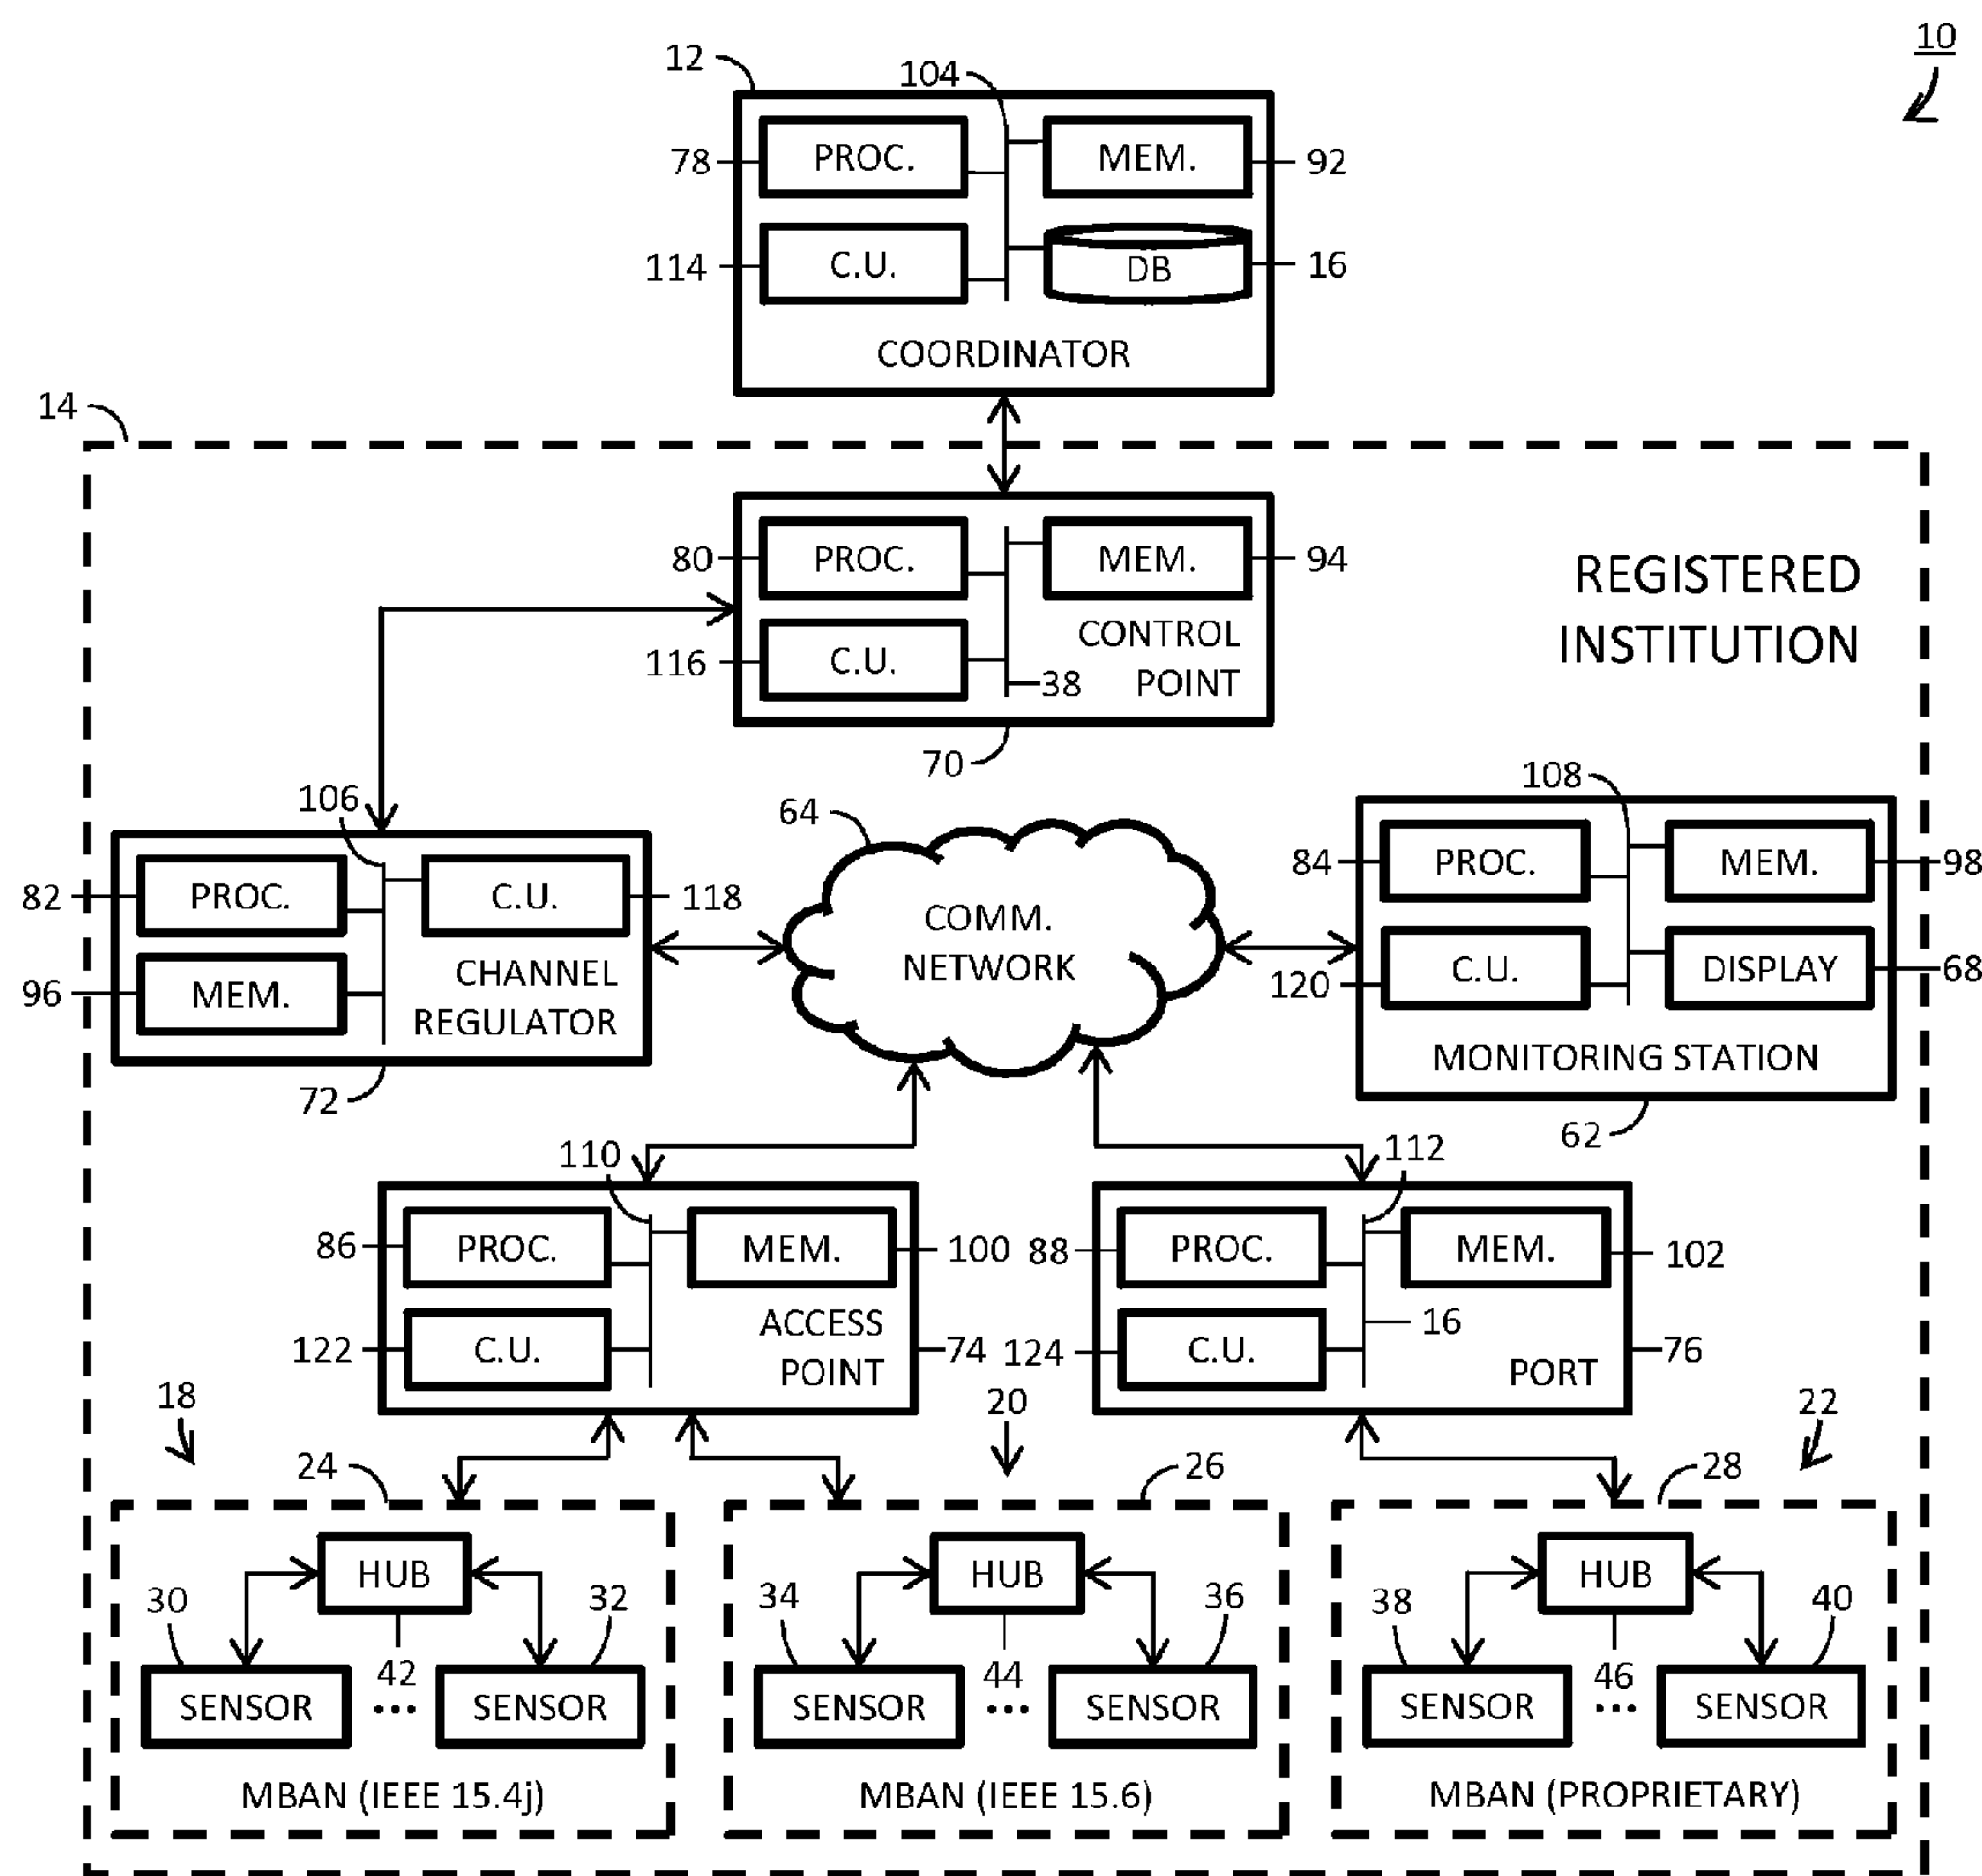 10
12
104
78
PROC.
MEM.
92
114
C.U.
DB
16
COORDINATOR
14
80
PROC.
MEM.
94
REGISTERED
INSTITUTION
116
C.U.
CONTROL
POINT
38
70
106
64
108
82
PROC.
C.U.
118
96
MEM.
CHANNEL
REGULATOR
72
COMM.
NETWORK
84
PROC.
MEM.
98
120
C.U.
DISPLAY
68
MONITORING STATION
62
110
112
86
PROC.
MEM.
100
122
C.U.
ACCESS
POINT
74
88
PROC.
MEM.
102
16
124
C.U.
PORT
76
18
20
22
24
26
28
HUB
30
32
42
SENSOR
...
SENSOR
MBAN (IEEE 15.4j)
HUB
34
36
44
SENSOR
...
SENSOR
MBAN (IEEE 15.6)
HUB
38
40
46
SENSOR
...
SENSOR
MBAN (PROPRIETARY)